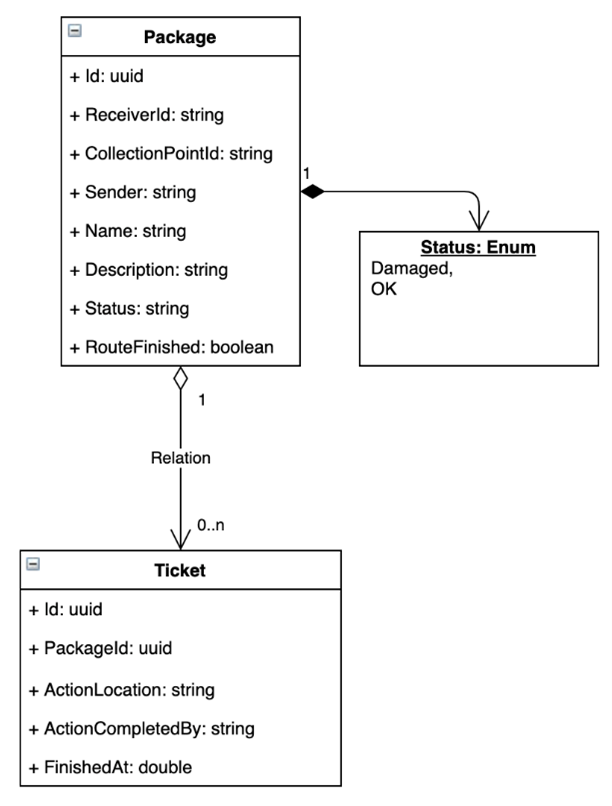 Package
+ Id: uuid
+ ReceiverId: string
+ CollectionPointId: string
+ Sender: string
+ Name: string
+ Description: string
+ Status: string
+ RouteFinished: boolean
1
Status: Enum
Damaged,
OK
1
Relation
0..n
Ticket
+ Id: uuid
+ PackageId: uuid
+ ActionLocation: string
+ ActionCompletedBy: string
+ FinishedAt: double